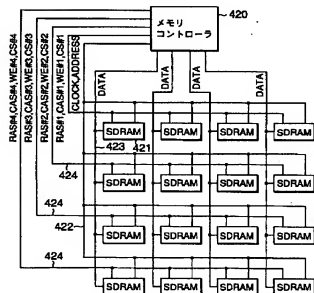 メモリ
コントローラ
420
RAS#4,CAS#4,WE#4,CS#4
RAS#3,CAS#3,WE#3,CS#3
RAS#2,CAS#2,WE#2,CS#2
RAS#1,CAS#1,WE#1,CS#1
CLOCK,ADDRESS
DATA
DATA
DATA
DATA
SDRAM
SDRAM
SDRAM
SDRAM
423
421
424
SDRAM
SDRAM
SDRAM
SDRAM
424
422
SDRAM
SDRAM
SDRAM
SDRAM
424
SDRAM
SDRAM
SDRAM
SDRAM